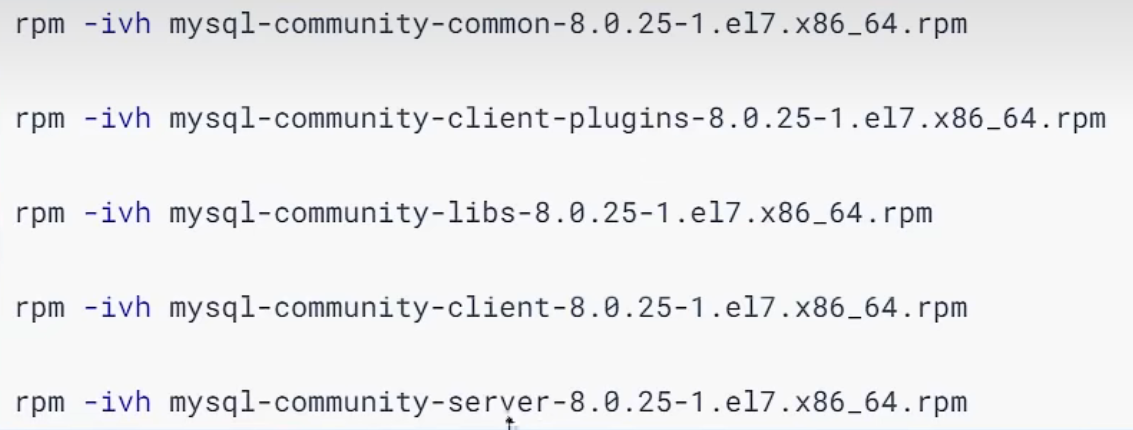 rpm -ivh mysql-community-common-8.0.25-1.el7.x86_64.rpm
rpm -ivh mysql-community-client-plugins-8.0.25-1.el7.x86_64.rpm
rpm -ivh mysql-community-libs-8.0.25-1.el7.x86_64.rpm
rpm -ivh mysql-community-client-8.0.25-1.el7.x86_64.rpm
rpm -ivh mysql-community-server-8.0.25-1.el7.x86_64.rpm